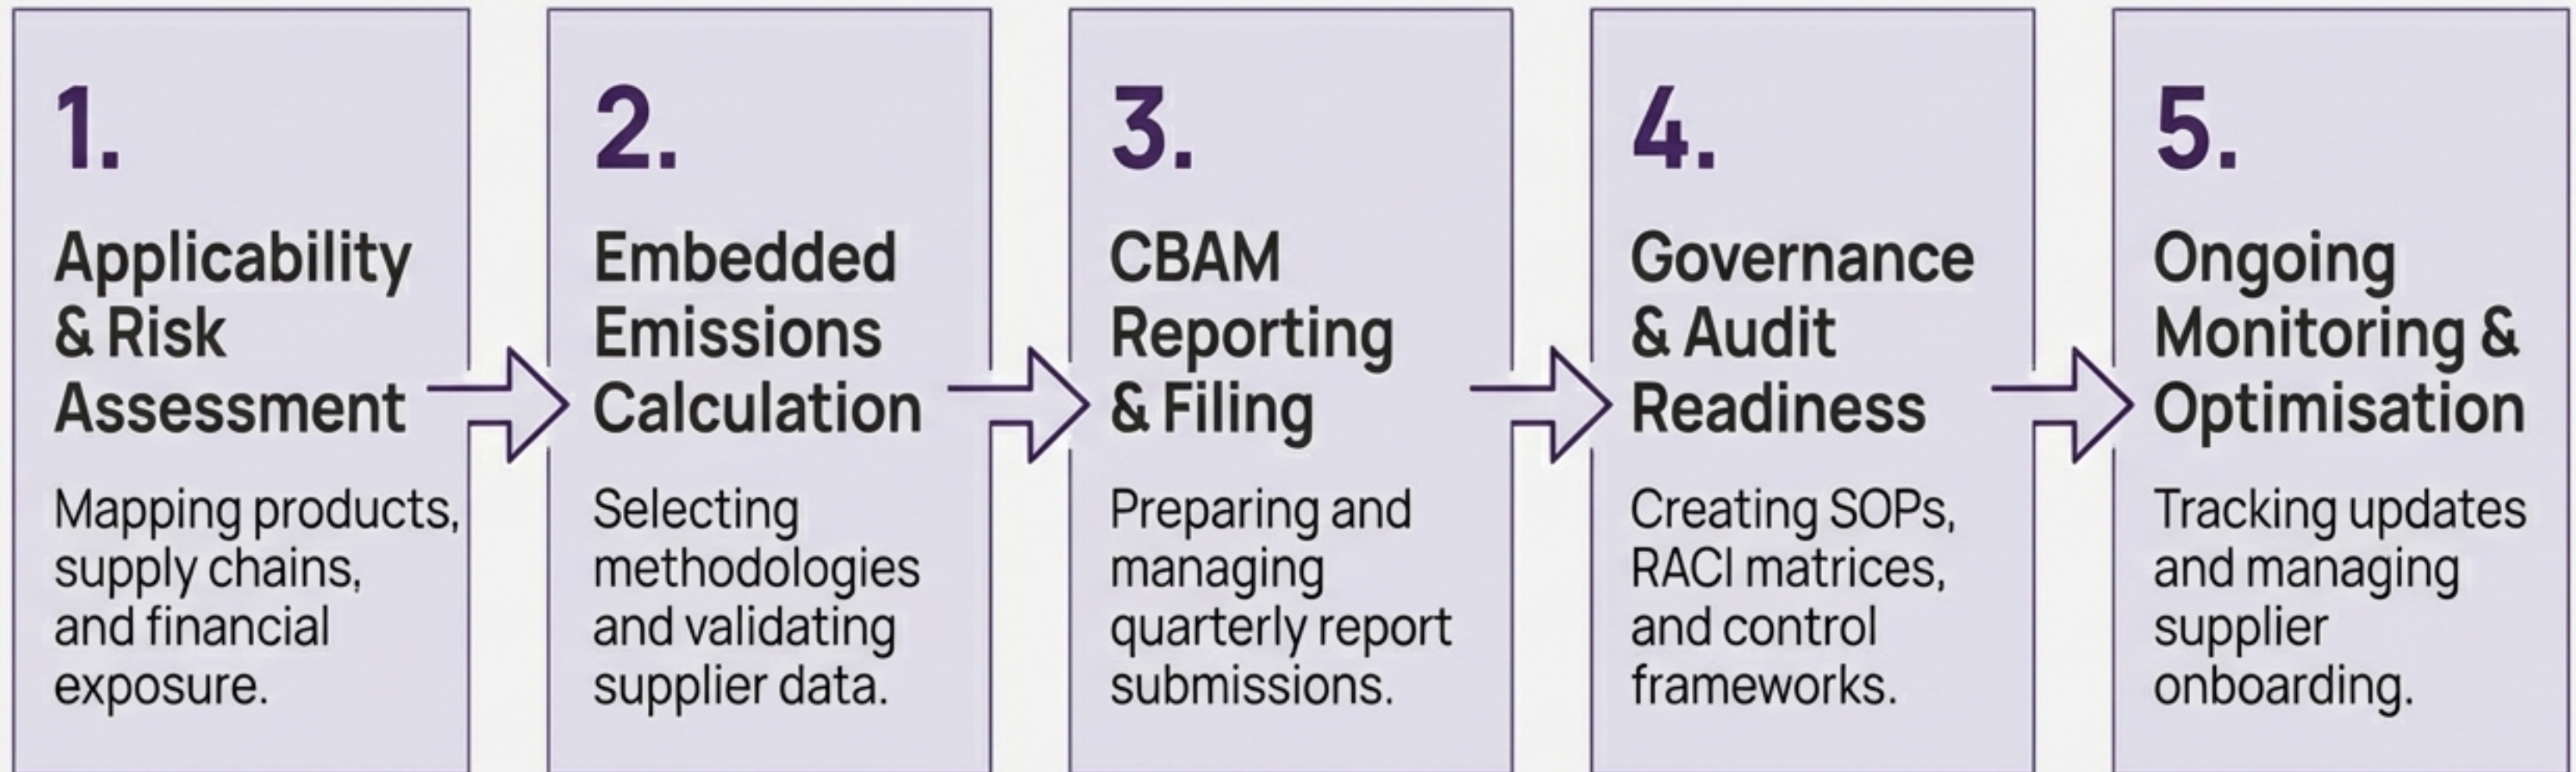 1.
Applicability
& Risk
Assessment
Mapping products,
supply chains,
and financial
exposure.
2.
Embedded
Emissions
Calculation
Selecting
methodologies
and validating
supplier data.
3.
CBAM
Reporting
& Filing
Preparing and
managing
quarterly report
submissions.
4.
Governance
& Audit
Readiness
Creating SOPs,
RACI matrices,
and control
frameworks.
5.
Ongoing
Monitoring &
Optimisation
Tracking updates
and managing
supplier
onboarding.